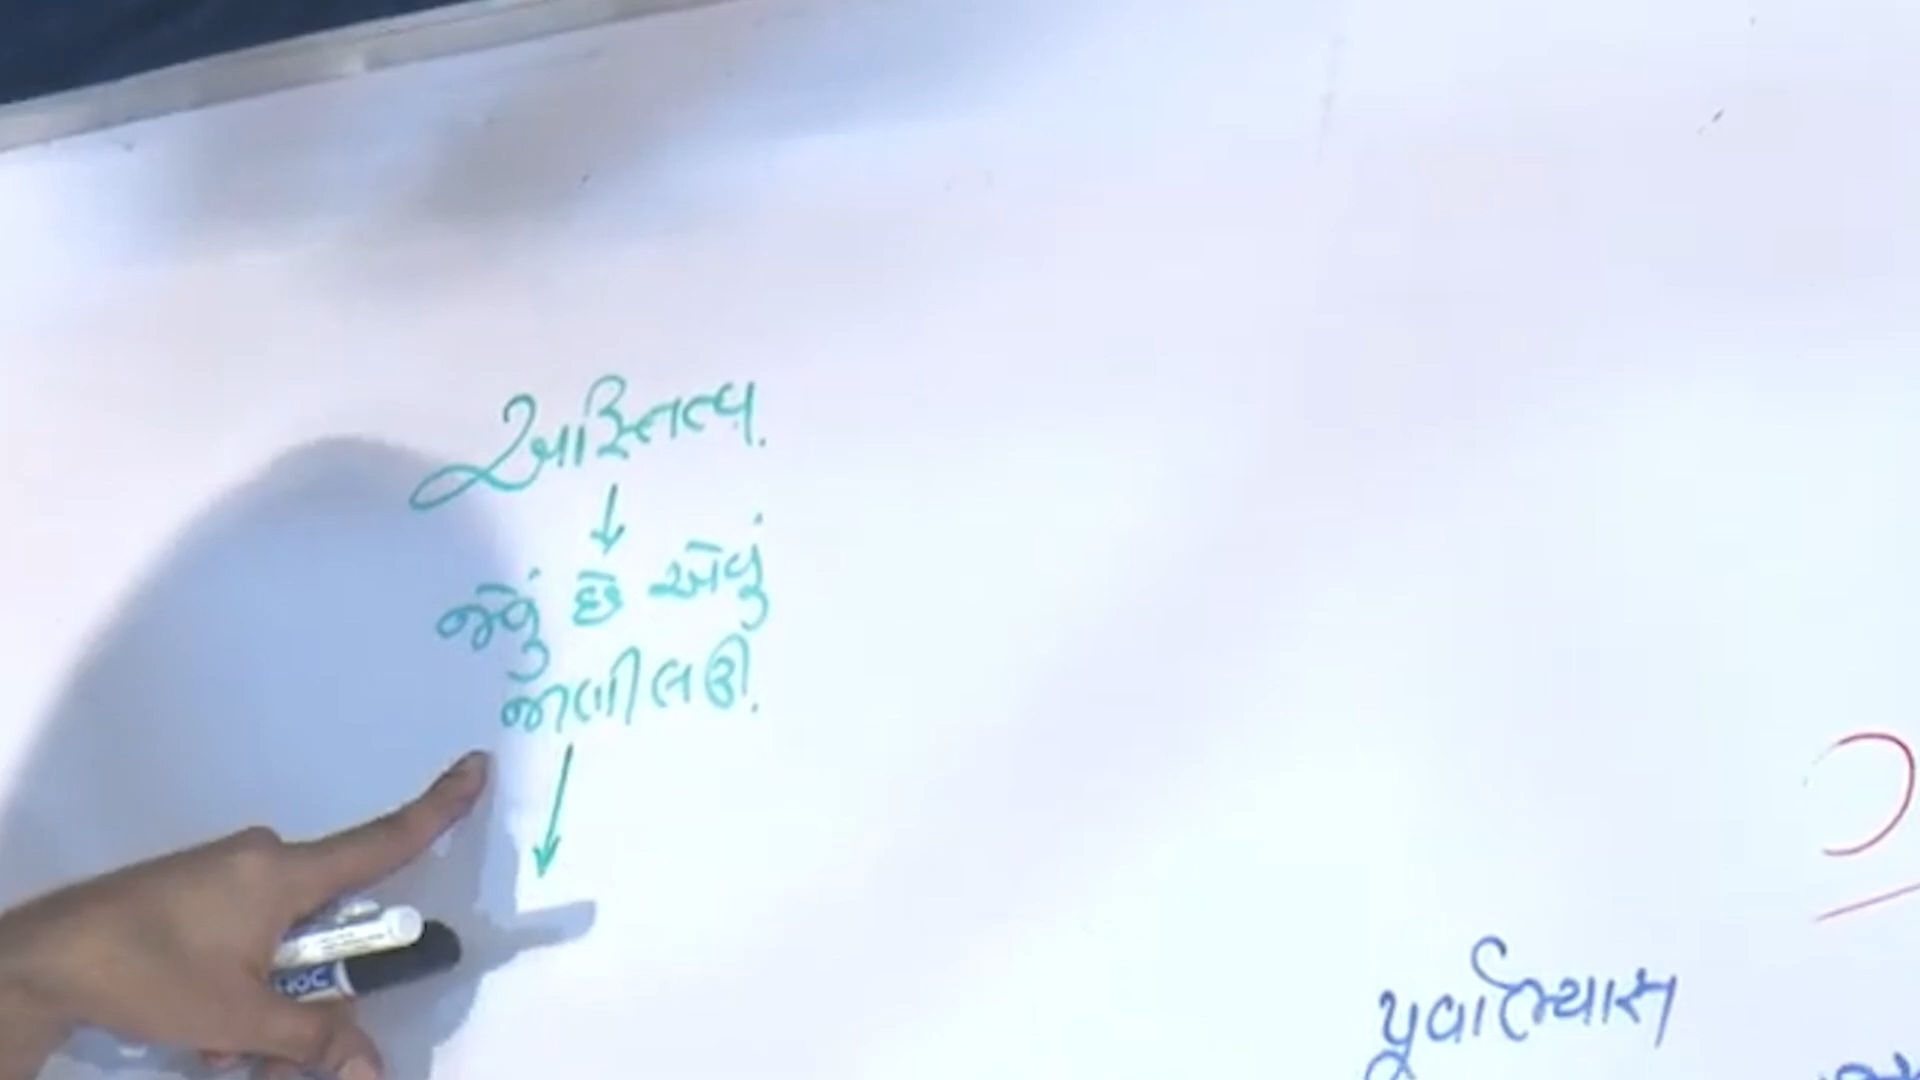 અસ્તિત્વ.
↓
જેવું છે એવું
જાણી લઉં.
↓
પૂર્વાભ્યાસ